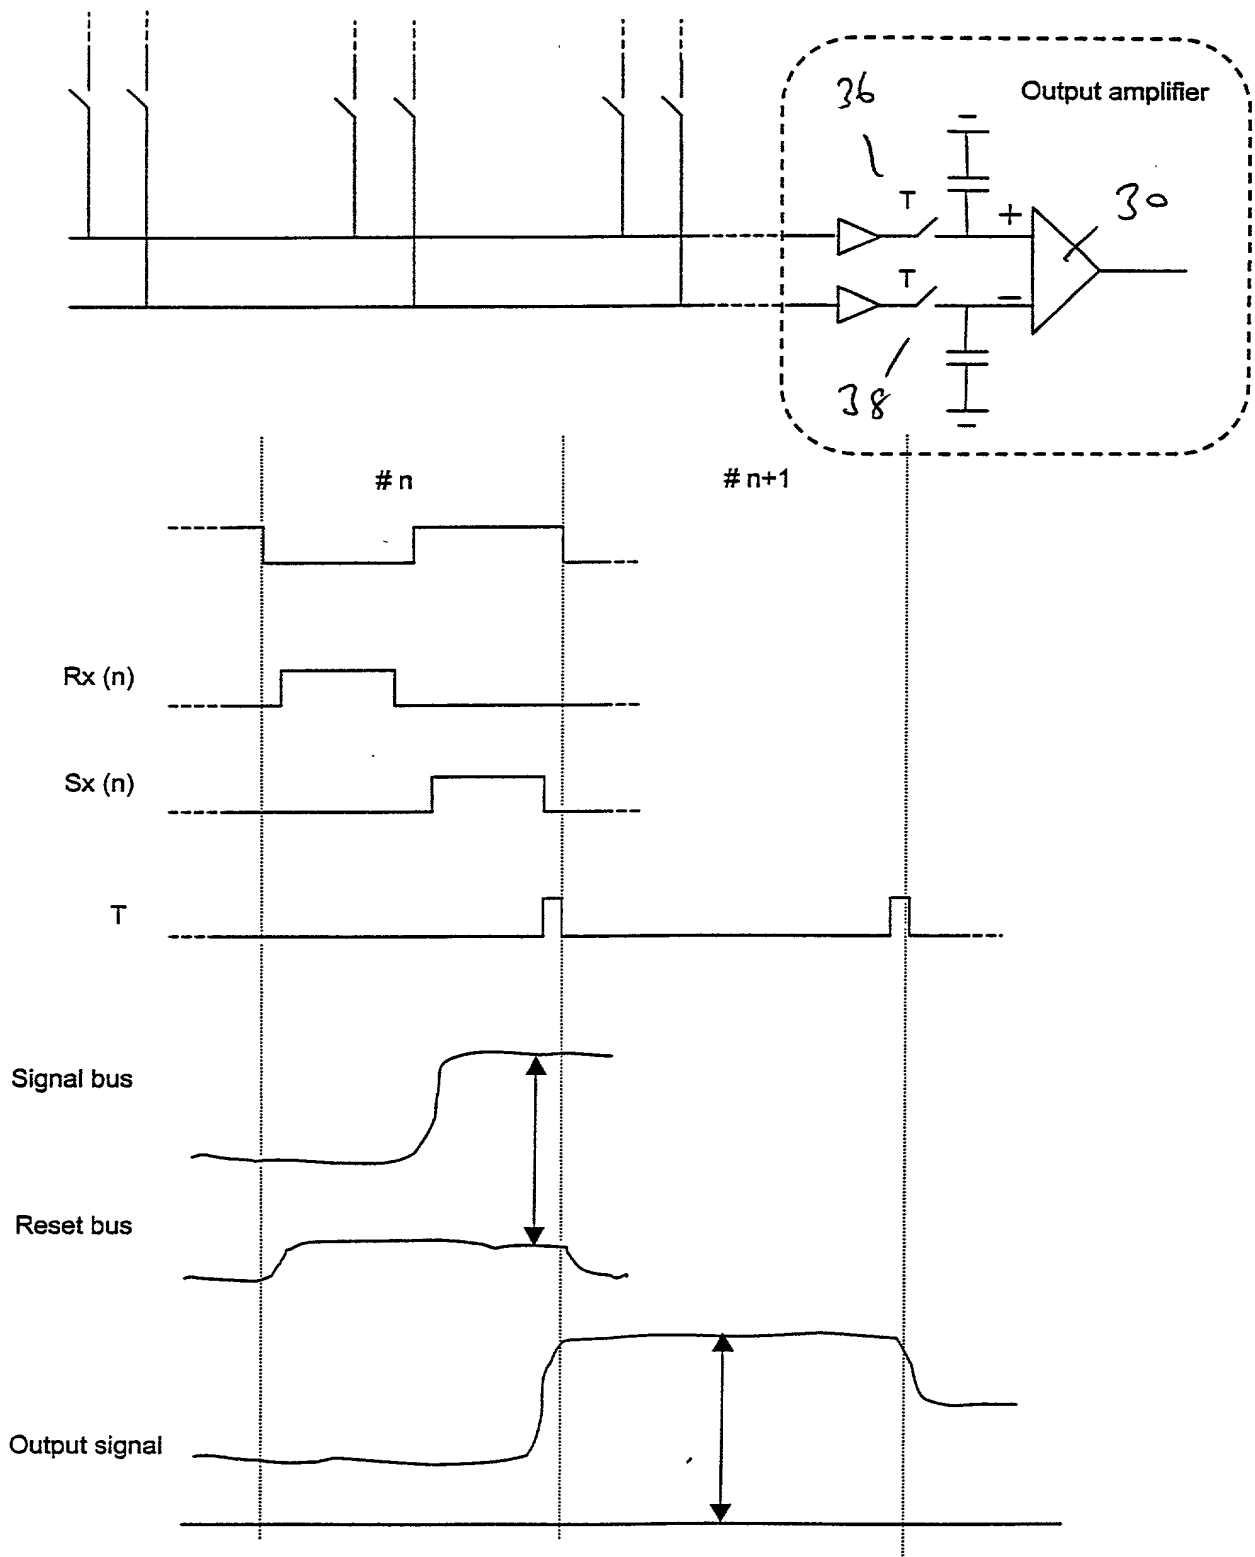 36
Output amplifier
T
+
30
T
−
38
# n
# n+1
Rx (n)
Sx (n)
T
Signal bus
Reset bus
Output signal